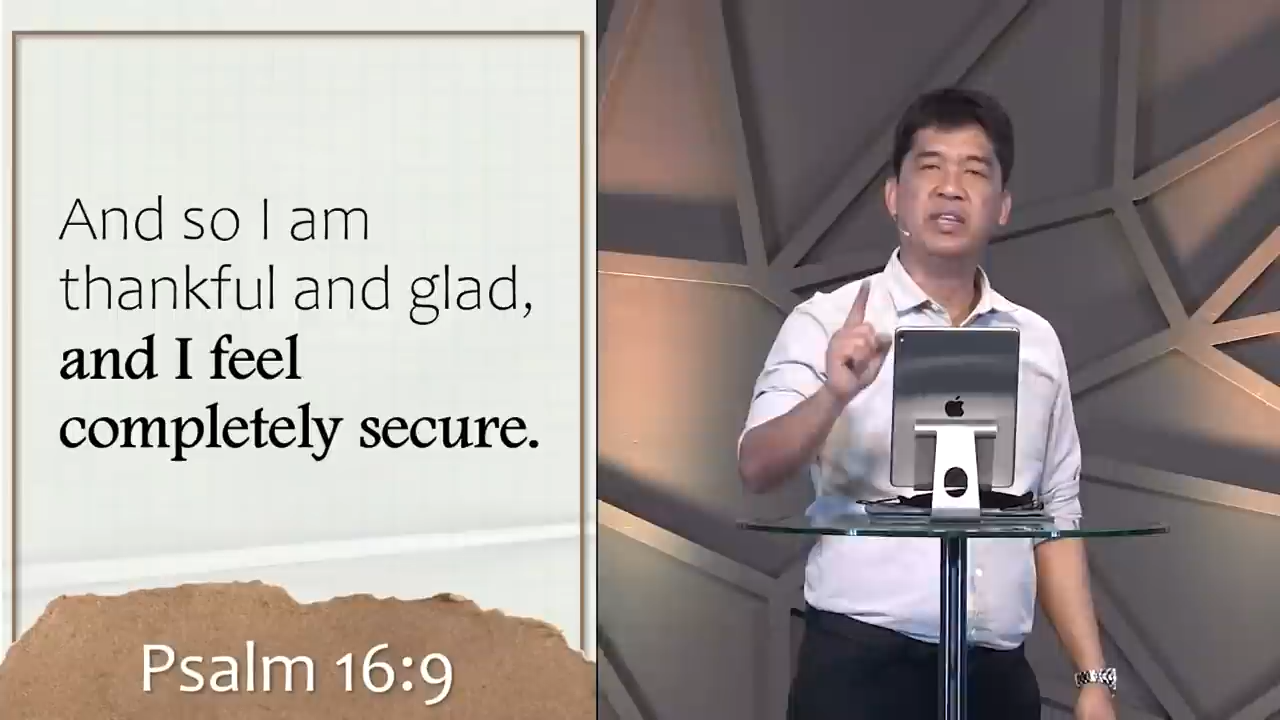 And so I am
thankful and glad,
and I feel
completely secure.
Psalm 16:9